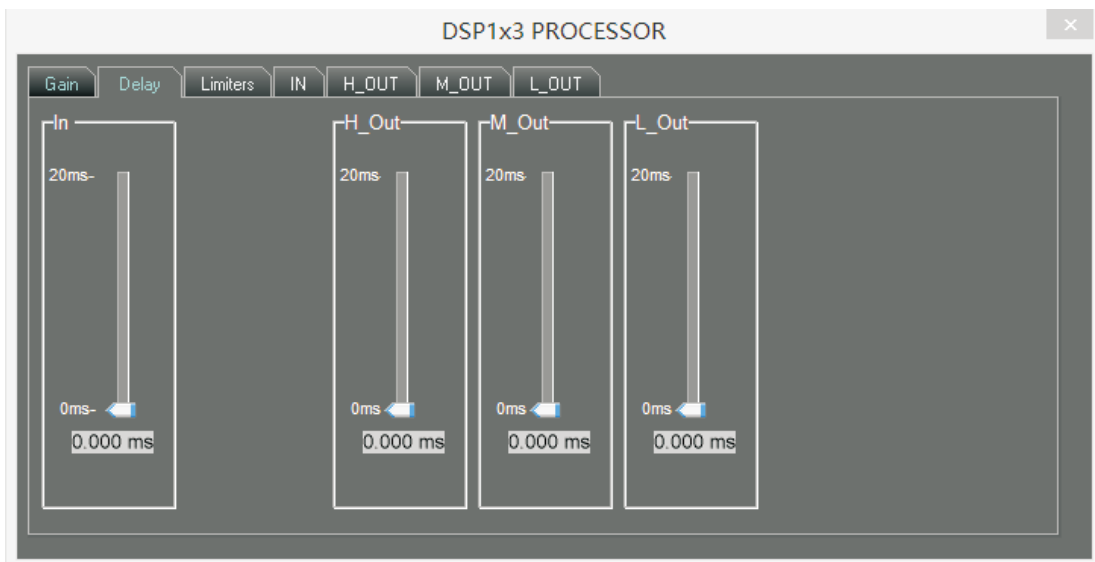 DSP1x3 PROCESSOR
Gain Delay Limiters IN H_OUT M_OUT L_OUT
In H_Out M_Out L_Out
20ms 20ms 20ms 20ms
0ms 0ms 0ms 0ms
0.000 ms 0.000 ms 0.000 ms 0.000 ms